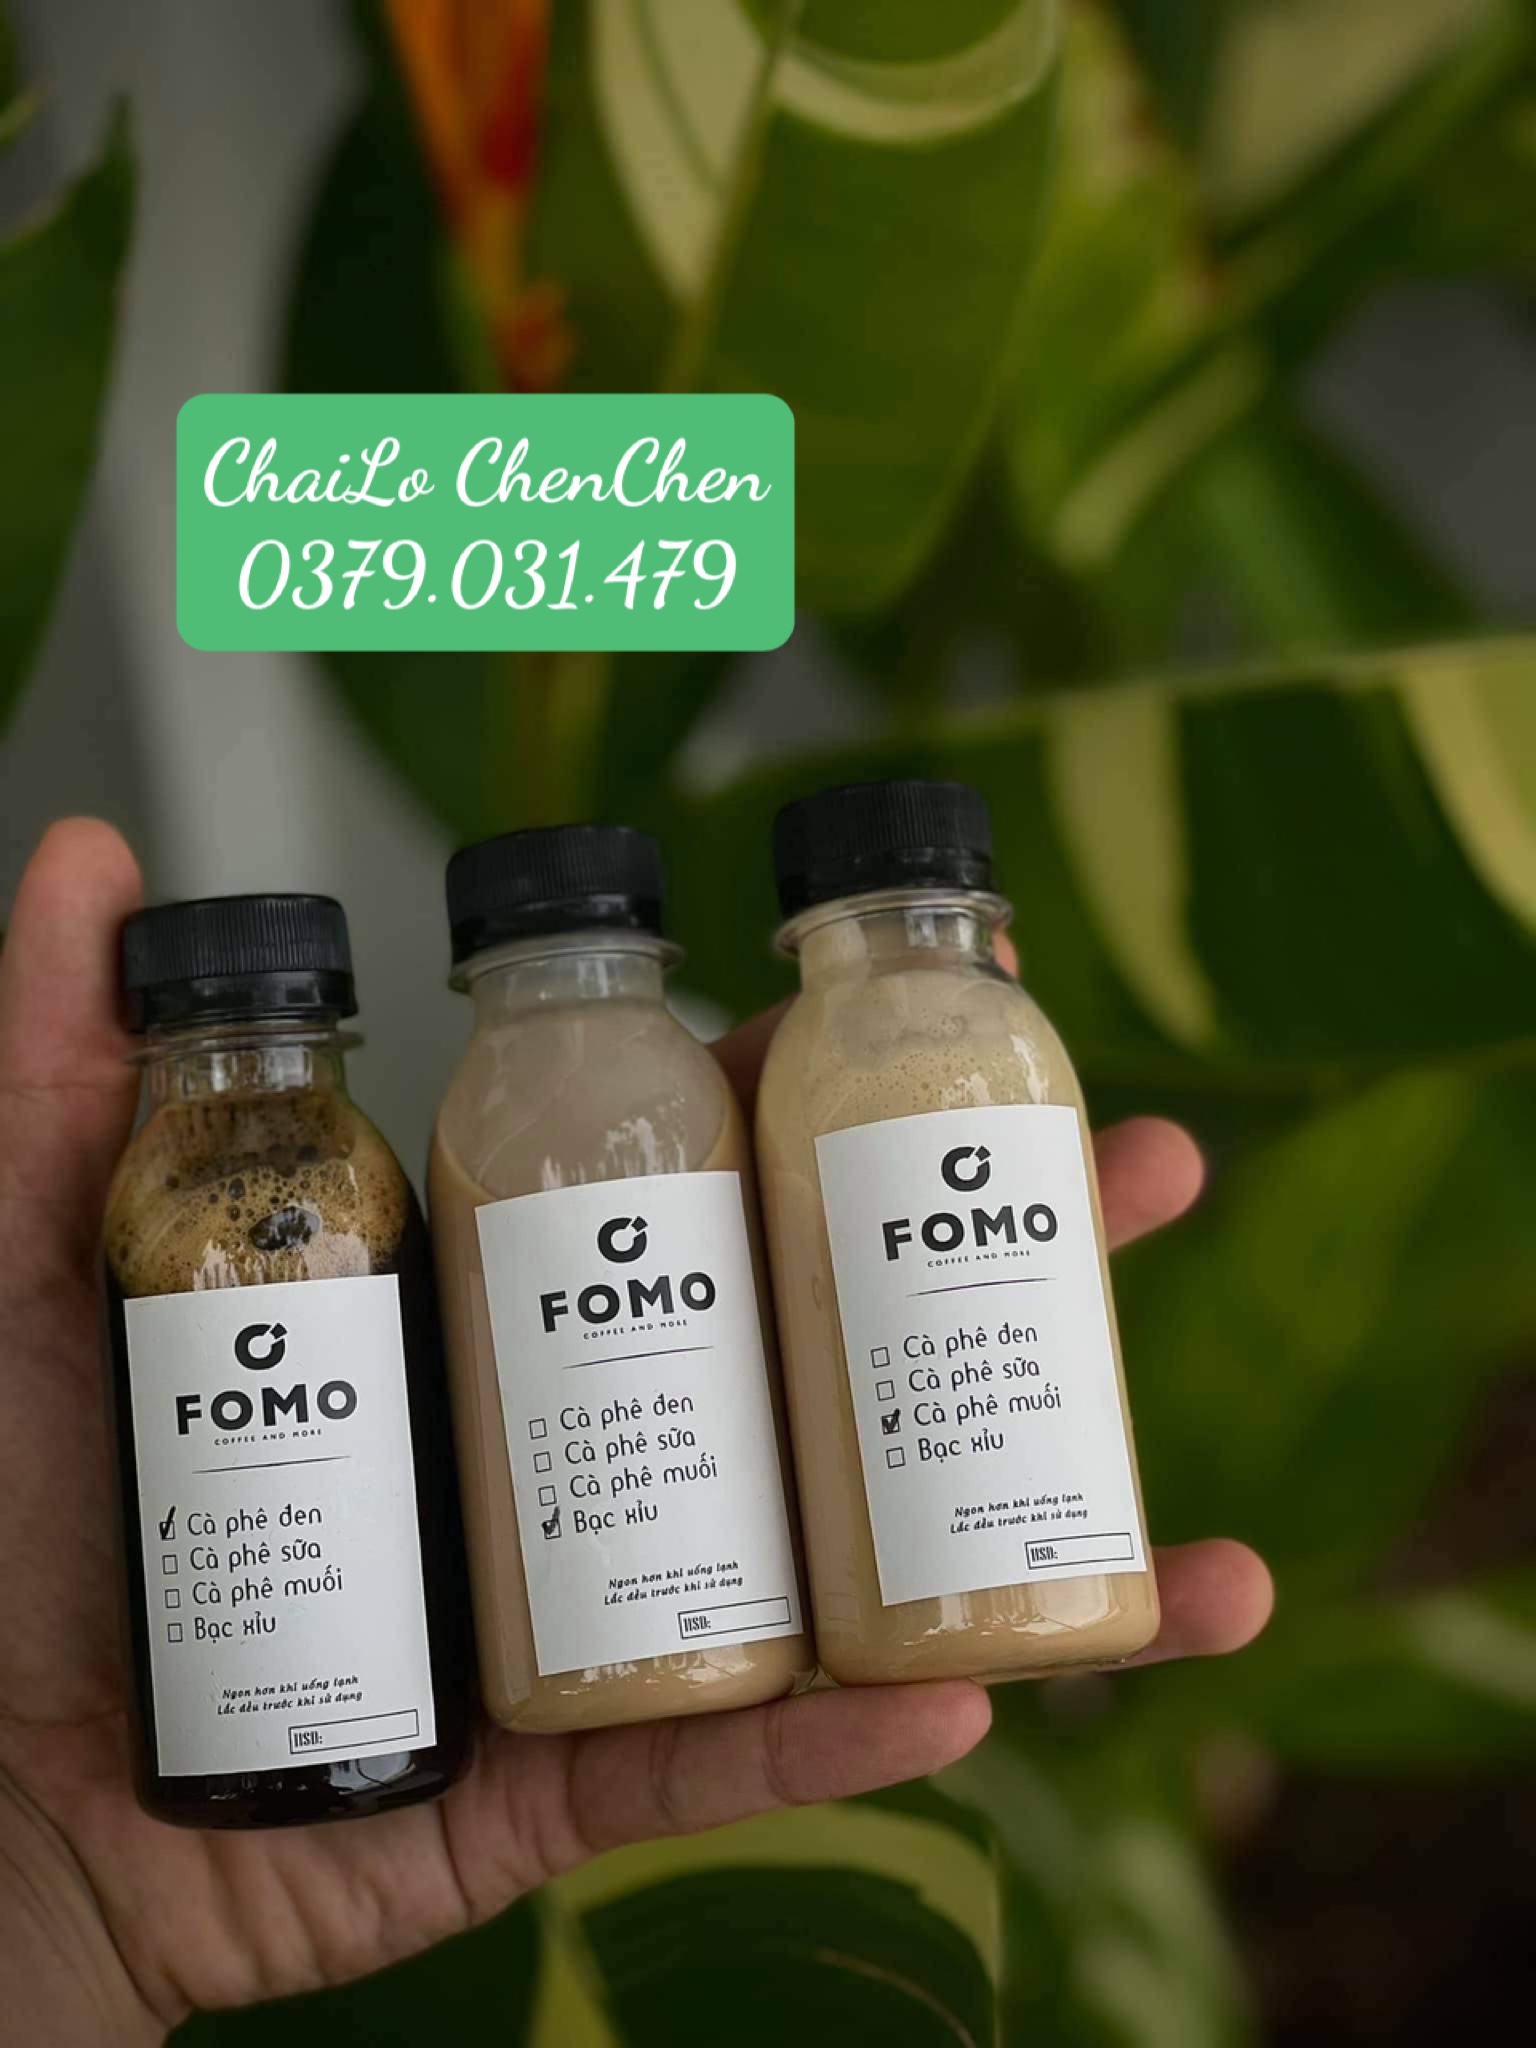 ChaiLo ChenChen
0379.031.479
FOMO
COFFEE AND MORE
Cà phê đen
Cà phê sữa
Cà phê muối
Bạc xỉu
Ngon hơn khi uống lạnh
Lắc đều trước khi sử dụng
HSD:
FOMO
COFFEE AND MORE
Cà phê đen
Cà phê sữa
Cà phê muối
Bạc xỉu
Ngon hơn khi uống lạnh
Lắc đều trước khi sử dụng
HSD:
FOMO
COFFEE AND MORE
Cà phê đen
Cà phê sữa
Cà phê muối
Bạc xỉu
Ngon hơn khi uống lạnh
Lắc đều trước khi sử dụng
HSD: